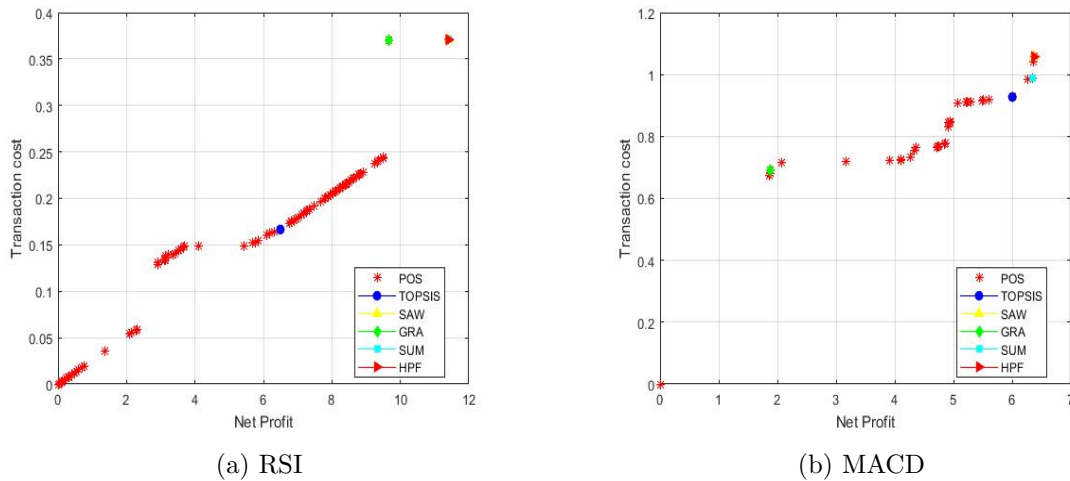 0.4
0.35
0.3
0.25
0.2
0.15
0.1
0.05
0
Transaction cost
0 2 4 6 8 10 12
Net Profit
POS
TOPSIS
SAW
GRA
SUM
HPF
(a) RSI
1.2
1
0.8
0.6
0.4
0.2
0
Transaction cost
0 1 2 3 4 5 6 7
Net Profit
POS
TOPSIS
SAW
GRA
SUM
HPF
(b) MACD